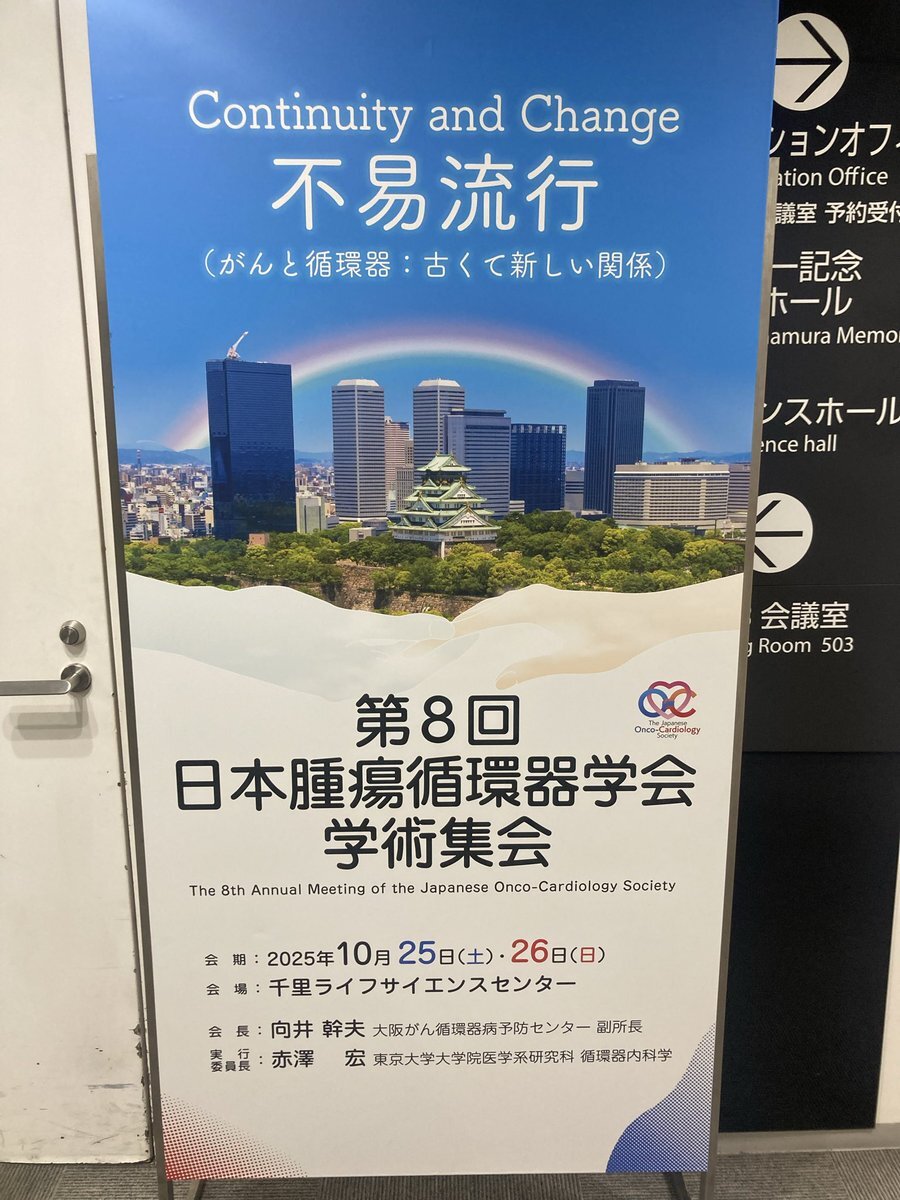 Continuity and Change
不易流行
（がんと循環器：古くて新しい関係）
第8回
日本腫瘍循環器学会
学術集会
The Japanese
Onco-Cardiology
Society
The 8th Annual Meeting of the Japanese Onco-Cardiology Society
会　期：2025年10月25日（土）・26日（日）
会　場：千里ライフサイエンスセンター
会　長：向井 幹夫 大阪がん循環器病予防センター 副所長
実　行
委員長：赤澤　宏 東京大学大学院医学系研究科 循環器内科学
ションオフィ
ation Office
議室 予約受付
ー記念
ホール
amura Memor
ンスホール
ence hall
会議室
g Room 503